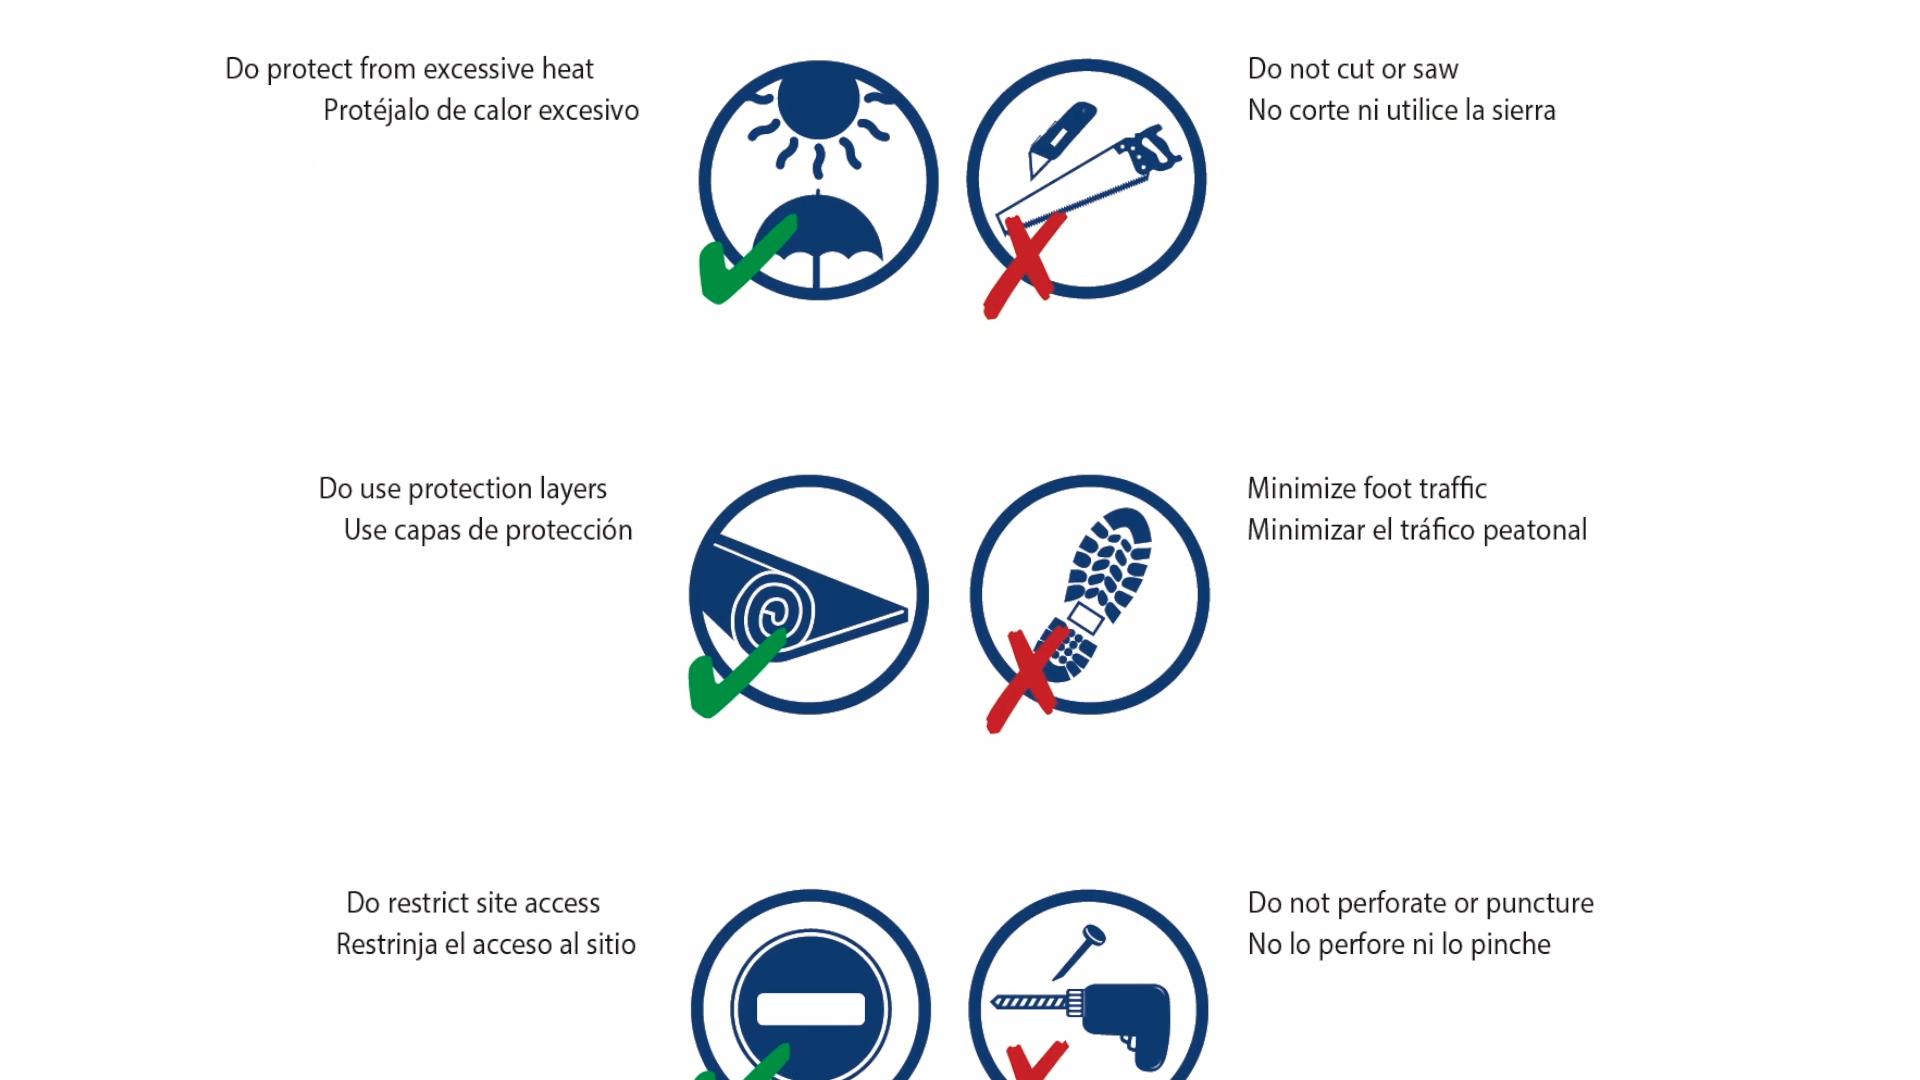 Do protect from excessive heat
Protéjalo de calor excesivo
Do not cut or saw
No corte ni utilice la sierra
Do use protection layers
Use capas de protección
Minimize foot traffic
Minimizar el tráfico peatonal
Do restrict site access
Restrinja el acceso al sitio
Do not perforate or puncture
No lo perfore ni lo pinche